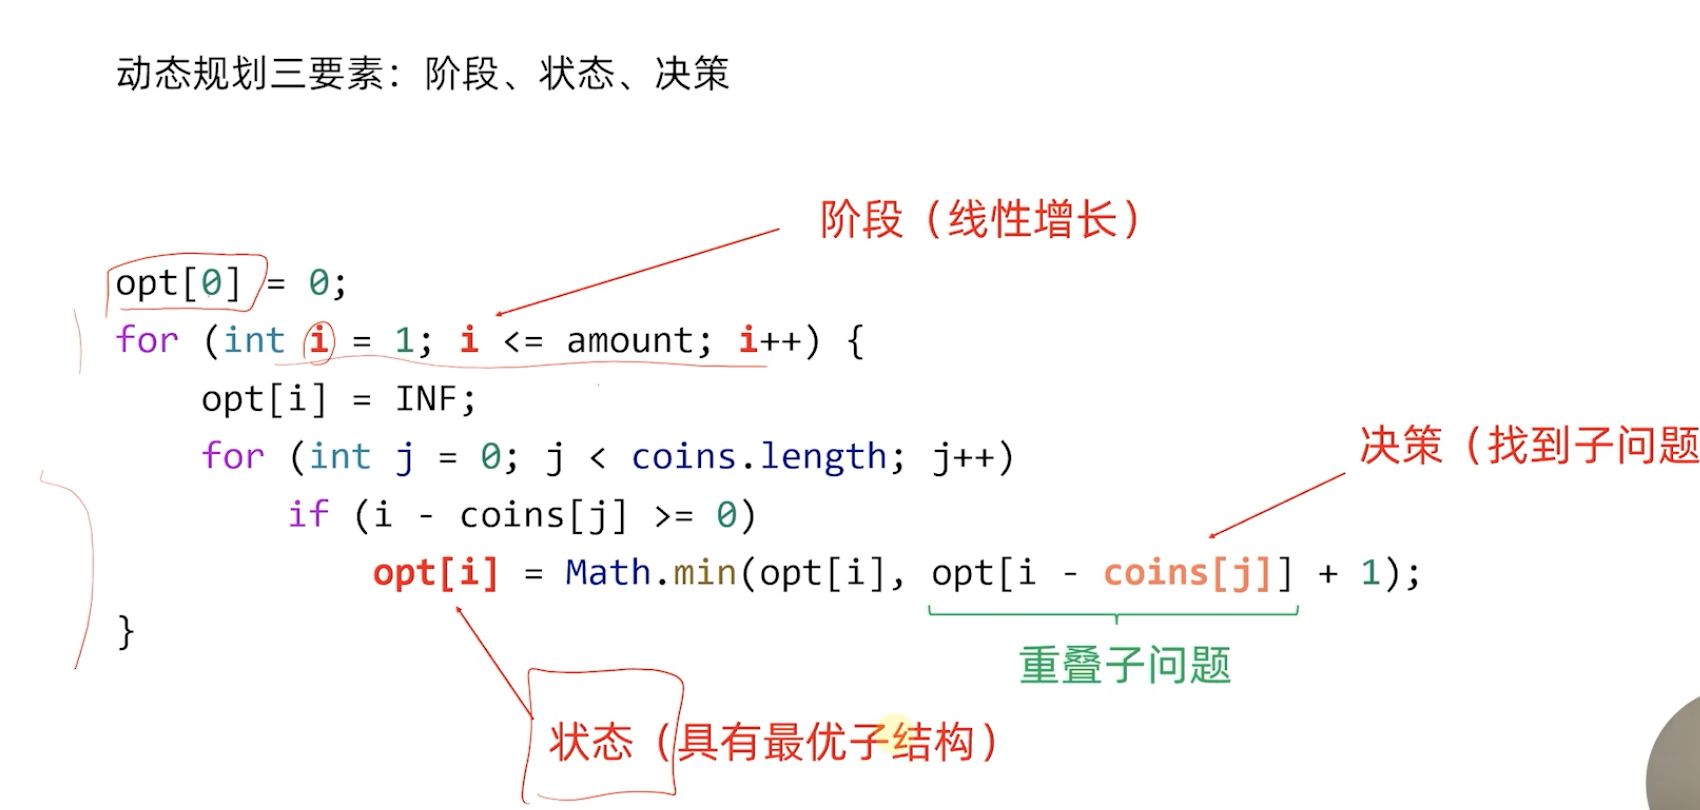 动态规划三要素：阶段、状态、决策
阶段（线性增长）
opt[0] = 0;
for (int i = 1; i <= amount; i++) {
opt[i] = INF;
for (int j = 0; j < coins.length; j++)
决策（找到子问题
if (i - coins[j] >= 0)
opt[i] = Math.min(opt[i], opt[i - coins[j]] + 1);
}
重叠子问题
状态（具有最优子结构）